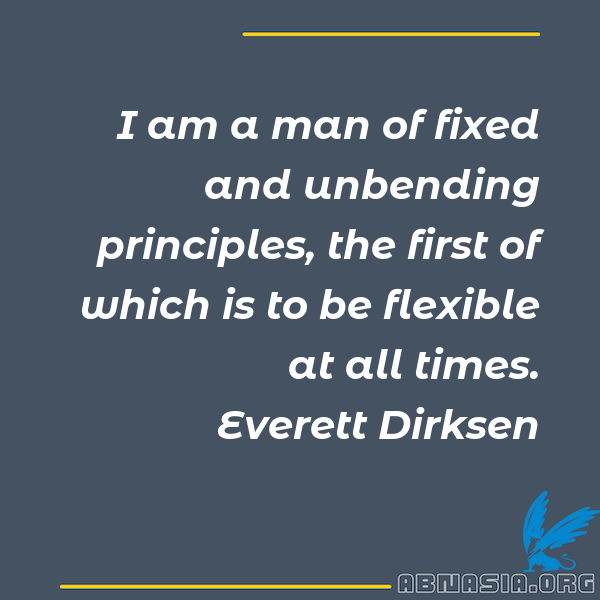 I am a man of fixed
and unbending
principles, the first of
which is to be flexible
at all times.
Everett Dirksen
ABNASIA.ORG